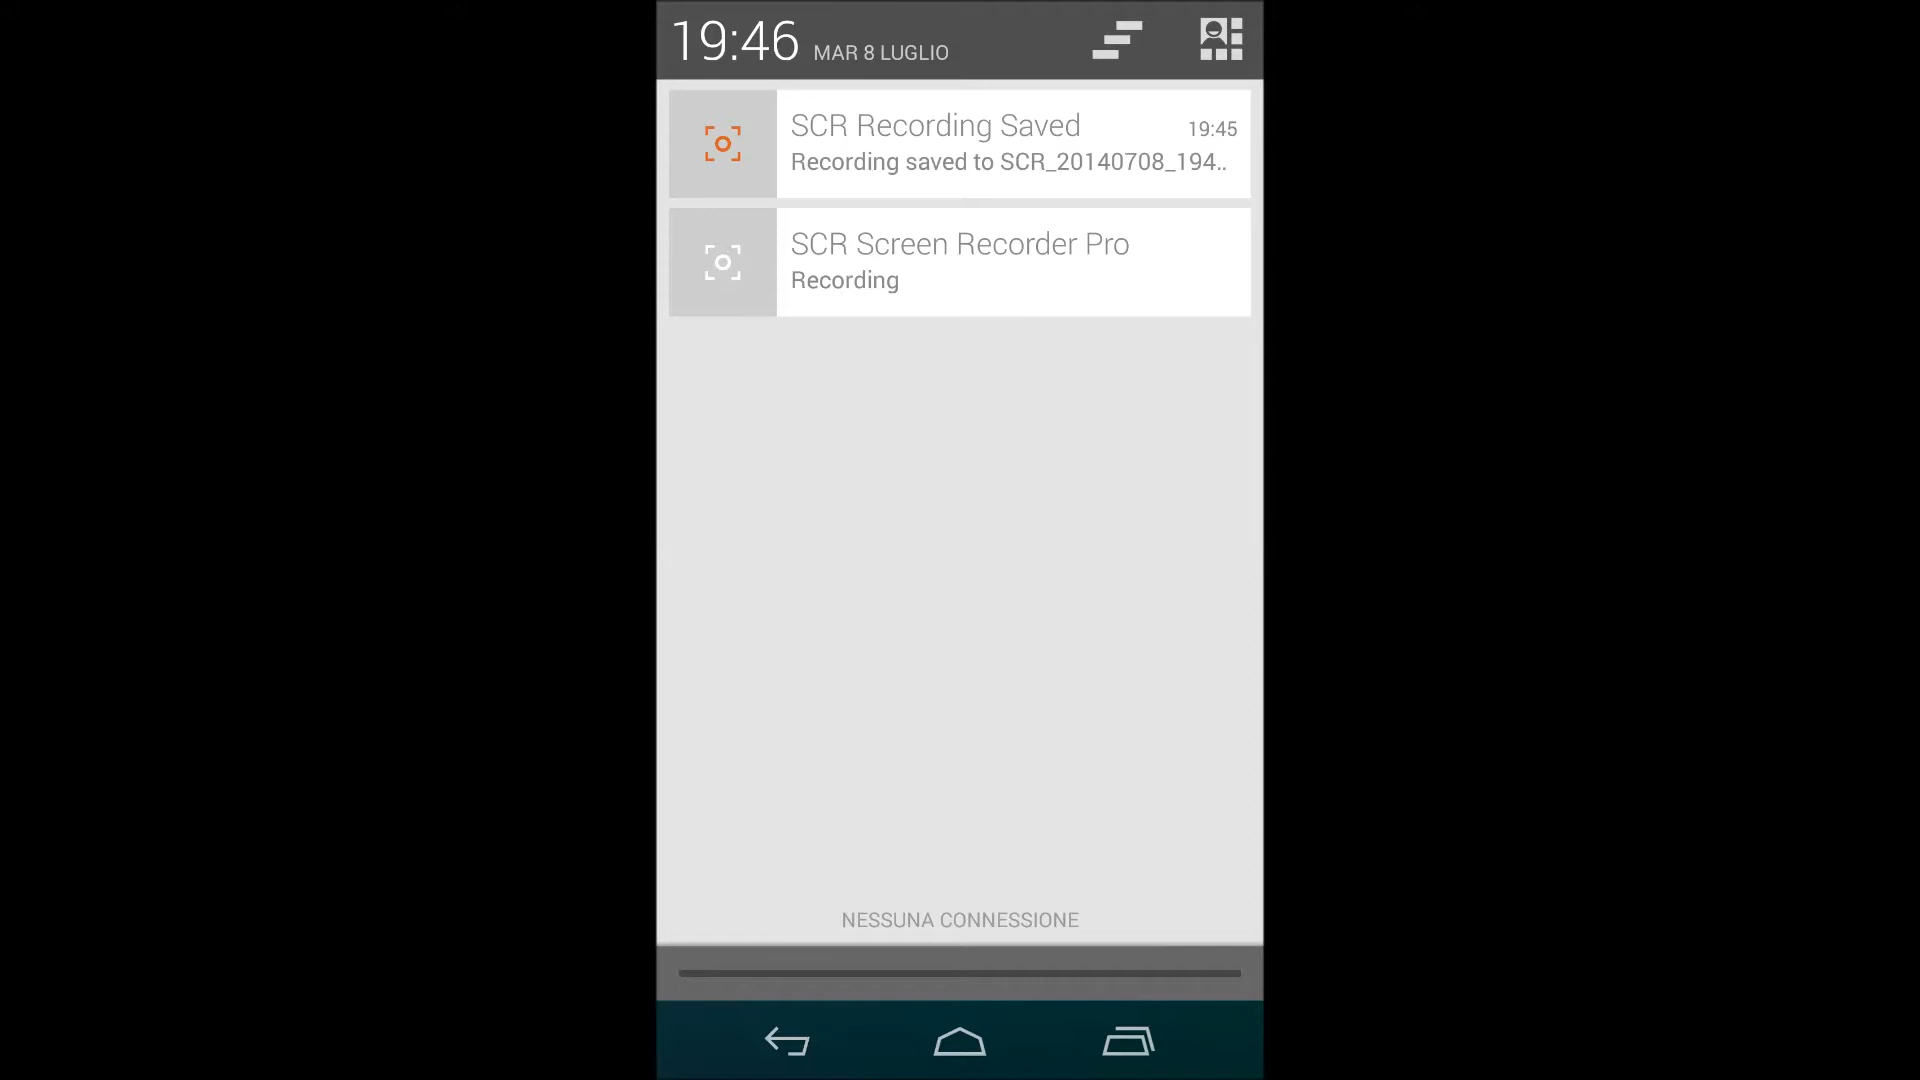 19:46 MAR 8 LUGLIO
SCR Recording Saved 19:45
Recording saved to SCR_20140708_194..
SCR Screen Recorder Pro
Recording
NESSUNA CONNESSIONE